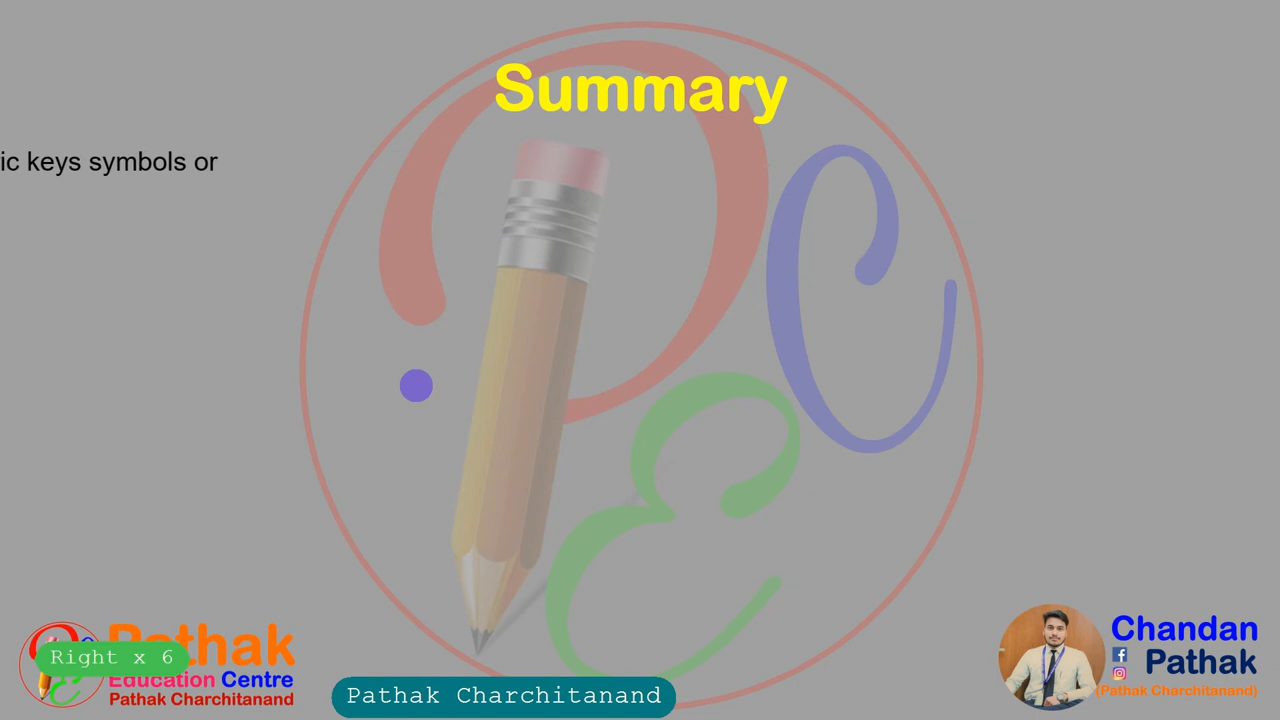 Summary
ic keys symbols or
Pathak
Right x 6
Education Centre
Pathak Charchitanand
Pathak Charchitanand
Chandan
Pathak
(Pathak Charchitanand)